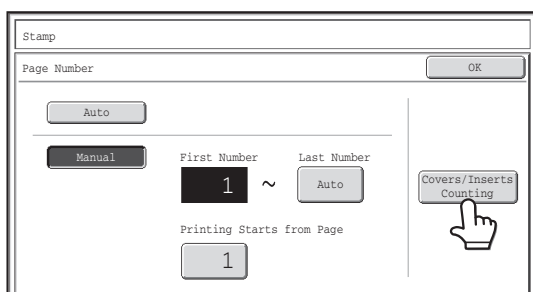 Stamp
Page Number
OK
Auto
Manual
First Number
Last Number
1
~
Auto
Covers/Inserts
Counting
Printing Starts from Page
1